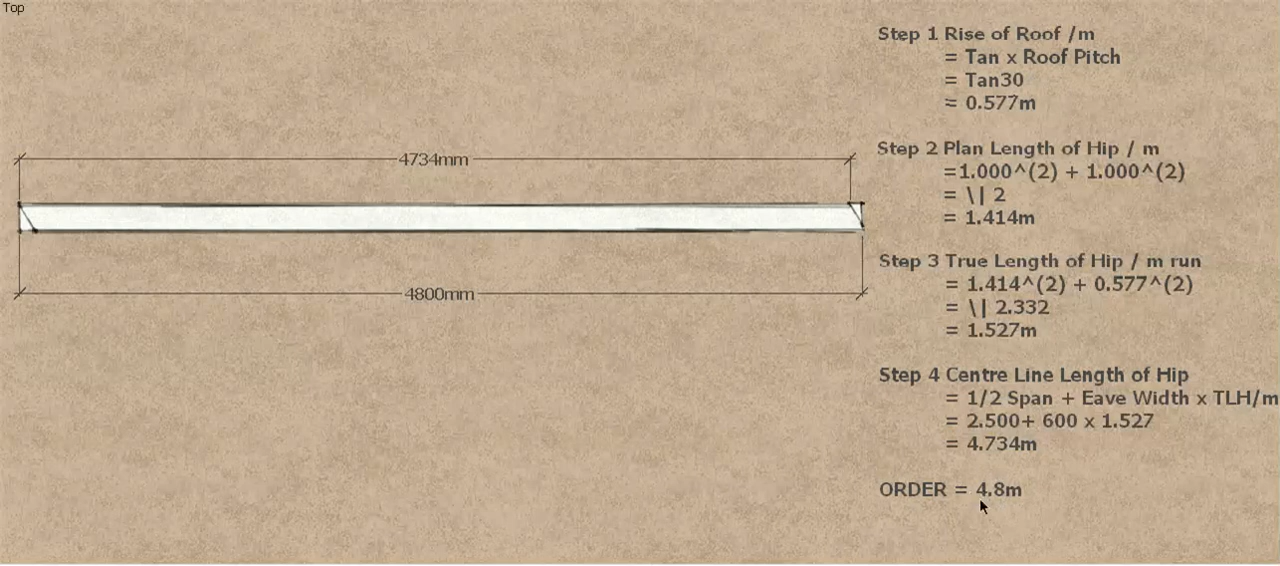 Top
Step 1 Rise of Roof /m
= Tan x Roof Pitch
= Tan30
= 0.577m
Step 2 Plan Length of Hip / m
=1.000^(2) + 1.000^(2)
= \| 2
= 1.414m
Step 3 True Length of Hip / m run
= 1.414^(2) + 0.577^(2)
= \| 2.332
= 1.527m
Step 4 Centre Line Length of Hip
= 1/2 Span + Eave Width x TLH/m
= 2.500+ 600 x 1.527
= 4.734m
ORDER = 4.8m
4734mm
4800mm